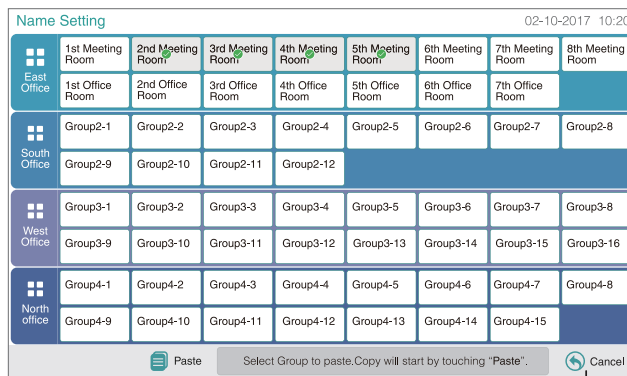 Name Setting
02-10-2017 10:20
East
Office
1st Meeting
Room
2nd Meeting
Room
3rd Meeting
Room
4th Meeting
Room
5th Meeting
Room
6th Meeting
Room
7th Meeting
Room
8th Meeting
Room
1st Office
Room
2nd Office
Room
3rd Office
Room
4th Office
Room
5th Office
Room
6th Office
Room
7th Office
Room
South
Office
Group2-1
Group2-2
Group2-3
Group2-4
Group2-5
Group2-6
Group2-7
Group2-8
Group2-9
Group2-10
Group2-11
Group2-12
West
Office
Group3-1
Group3-2
Group3-3
Group3-4
Group3-5
Group3-6
Group3-7
Group3-8
Group3-9
Group3-10
Group3-11
Group3-12
Group3-13
Group3-14
Group3-15
Group3-16
North
office
Group4-1
Group4-2
Group4-3
Group4-4
Group4-5
Group4-6
Group4-7
Group4-8
Group4-9
Group4-10
Group4-11
Group4-12
Group4-13
Group4-14
Group4-15
Paste
Select Group to paste.Copy will start by touching “Paste”.
Cancel